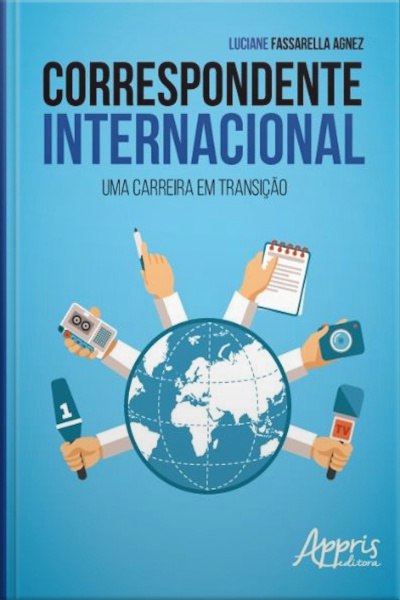 LUCIANE FASSARELLA AGNEZ
CORRESPONDENTE
INTERNACIONAL
UMA CARREIRA EM TRANSIÇÃO
1
TV
Appris
editora